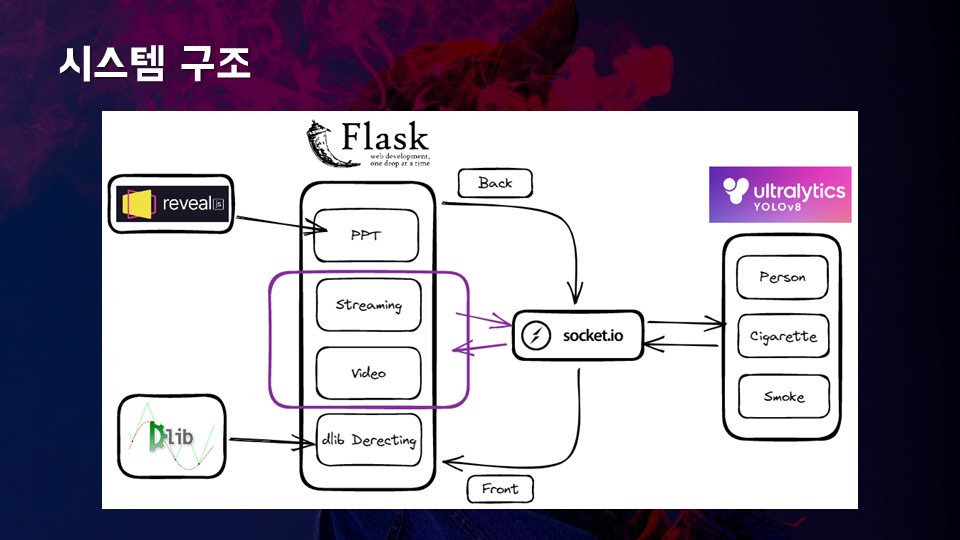 시스템 구조
Flask
web development,
one drop at a time
Back
reveal js
ultralytics
YOLOv8
PPT
Person
Streaming
socket.io
Cigarette
Video
Smoke
Dlib
dlib Derecting
Front